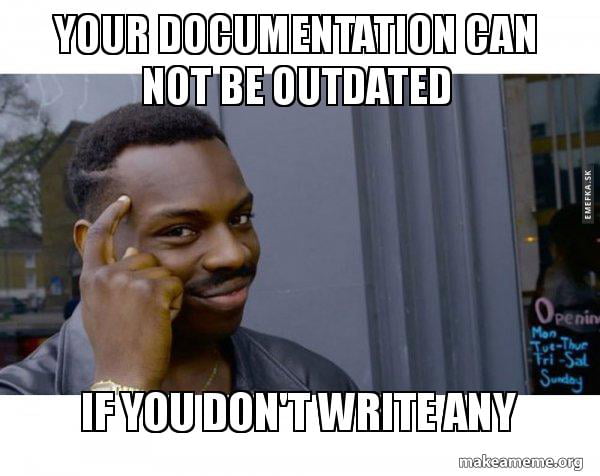 YOUR DOCUMENTATION CAN
NOT BE OUTDATED
EMEFKA.SK
Openin
Mon
Tue-Thur
Fri-Sat
Sunday
IF YOU DON'T WRITE ANY
makeameme.org